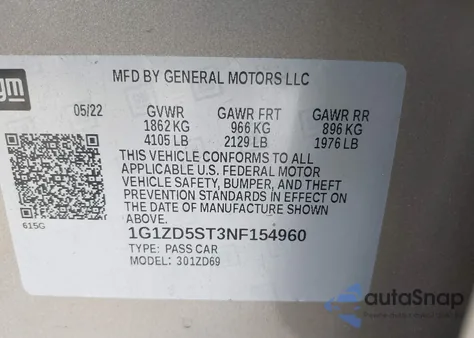 gm
MFD BY GENERAL MOTORS LLC
05/22 GVWR GAWR FRT GAWR RR
1862 KG 966 KG 896 KG
4105 LB 2129 LB 1976 LB
THIS VEHICLE CONFORMS TO ALL
APPLICABLE U.S. FEDERAL MOTOR
VEHICLE SAFETY, BUMPER, AND THEFT
PREVENTION STANDARDS IN EFFECT ON
THE DATE OF MANUFACTURE SHOWN
ABOVE.
615G
1G1ZD5ST3NF154960
TYPE: PASS CAR
MODEL: 301ZD69
autoSnap